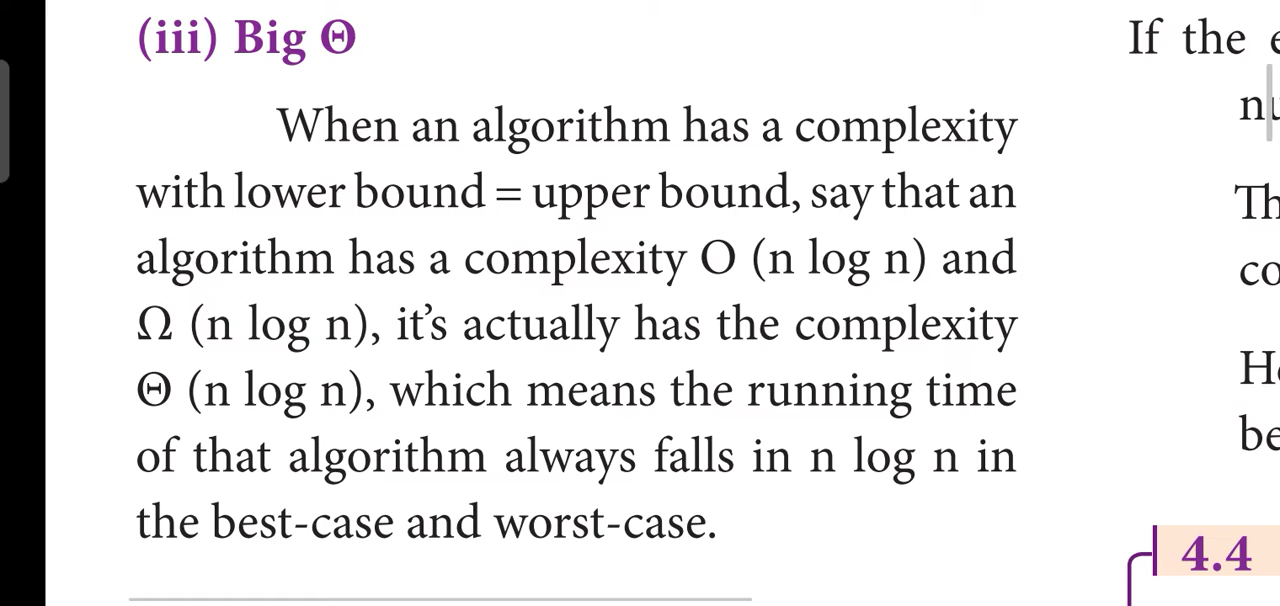 (iii) Big Θ
When an algorithm has a complexity
with lower bound = upper bound, say that an
algorithm has a complexity O (n log n) and
Ω (n log n), it’s actually has the complexity
Θ (n log n), which means the running time
of that algorithm always falls in n log n in
the best-case and worst-case.
If the
4.4